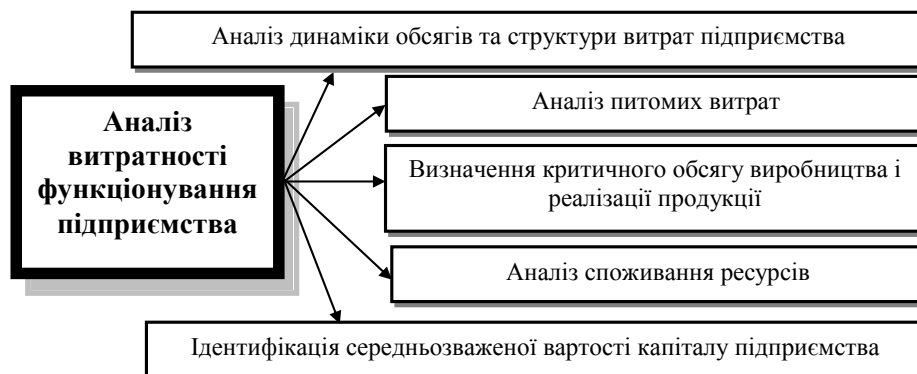 Аналіз динаміки обсягів та структури витрат підприємства
Аналіз
витратності
функціонування
підприємства
Аналіз питомих витрат
Визначення критичного обсягу виробництва і
реалізації продукції
Аналіз споживання ресурсів
Ідентифікація середньозваженої вартості капіталу підприємства